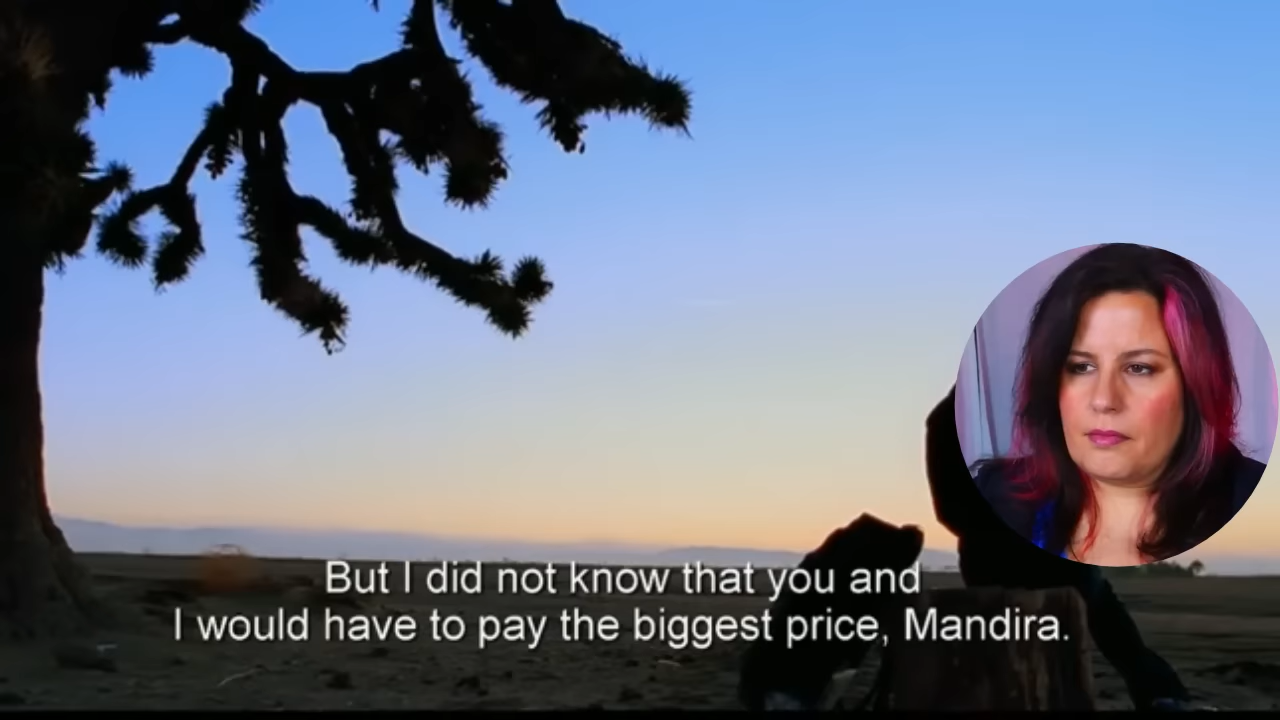 But I did not know that you and
I would have to pay the biggest price, Mandira.